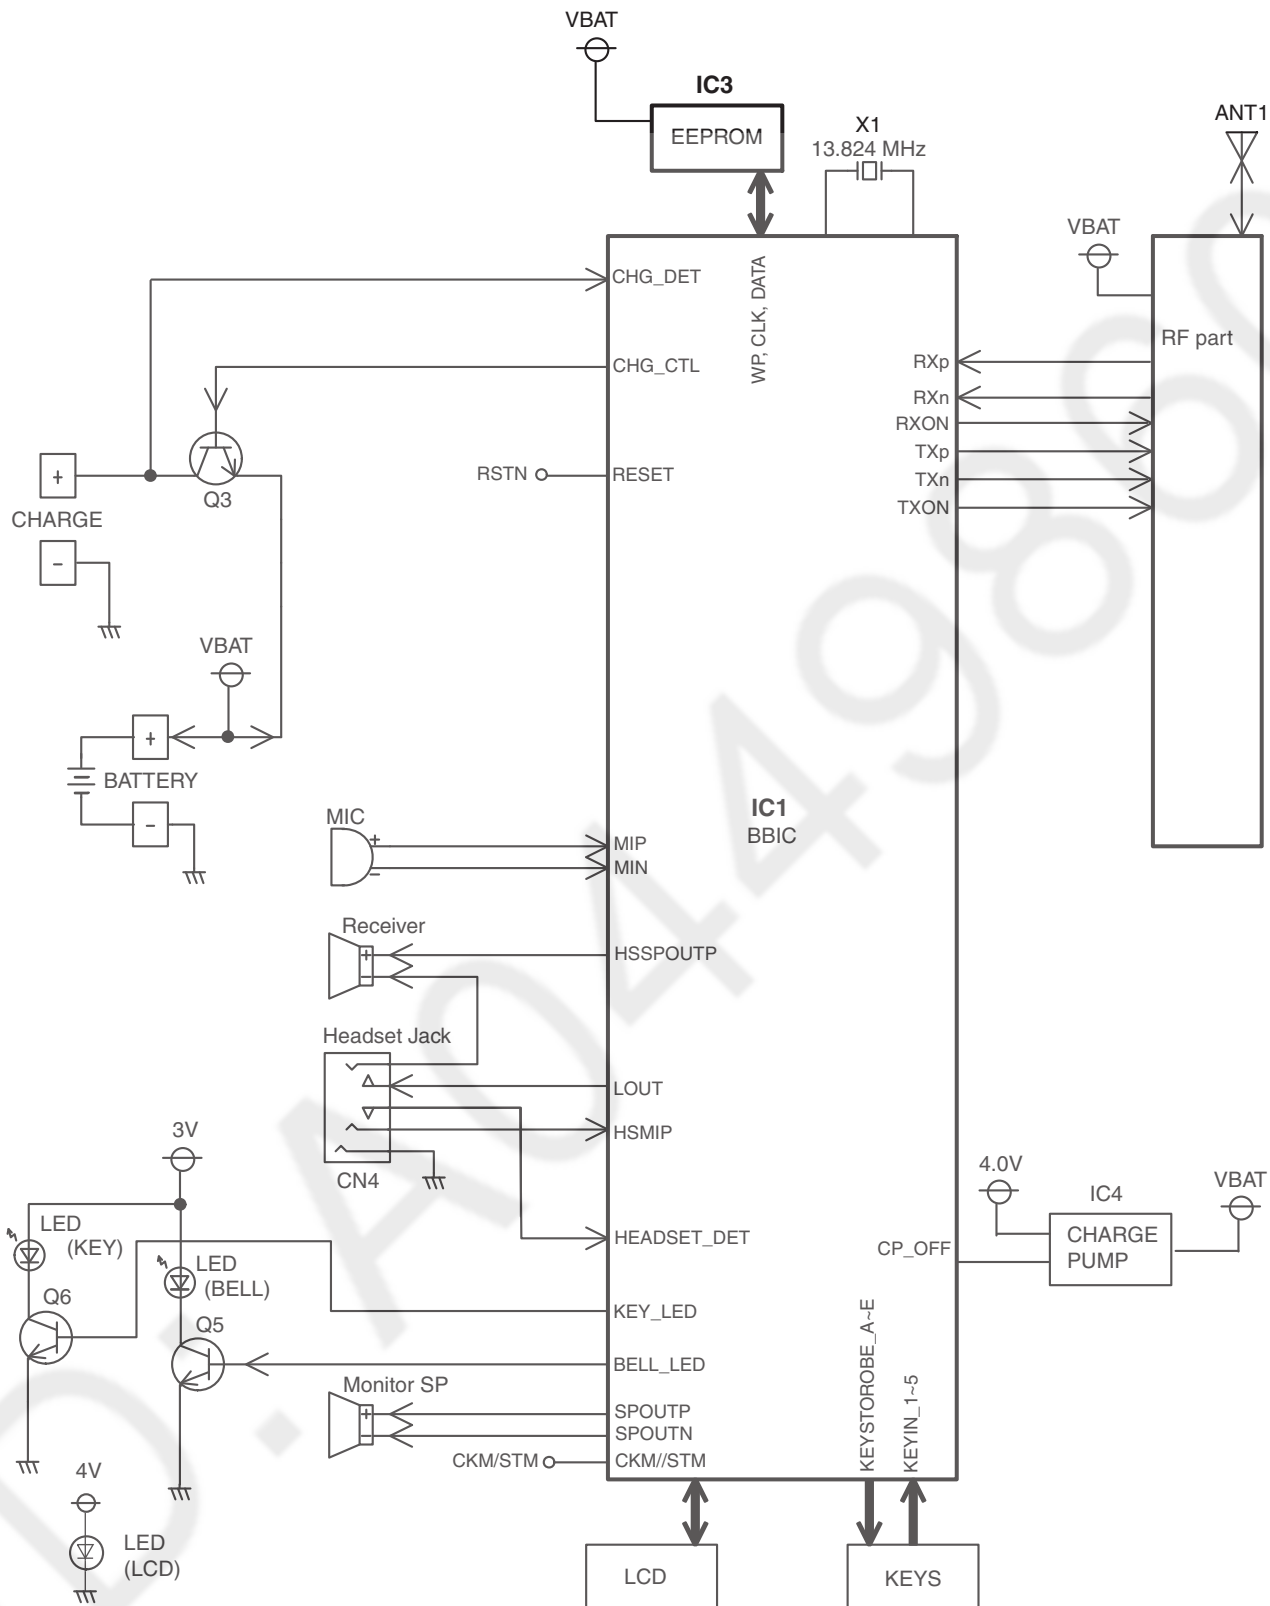 VBAT
IC3
EEPROM
X1
13.824 MHz
ANT1
VBAT
CHG_DET
WP, CLK, DATA
RF part
CHG_CTL
RXp
RXn
RXON
TXp
TXn
TXON
RSTN
RESET
+
Q3
CHARGE
-
VBAT
+
BATTERY
-
IC1
BBIC
MIC
+
-
MIP
MIN
Receiver
+
-
HSSPOUTP
Headset Jack
LOUT
HSMIP
CN4
3V
4.0V
IC4
VBAT
LED
(KEY)
HEADSET_DET
CP_OFF
CHARGE
PUMP
LED
(BELL)
Q6
Q5
KEY_LED
BELL_LED
KEYSTOROBE_A~E
KEYIN_1~5
Monitor SP
+
-
SPOUTP
SPOUTN
CKM/STM
CKM//STM
4V
LED
(LCD)
LCD
KEYS
D: A044986